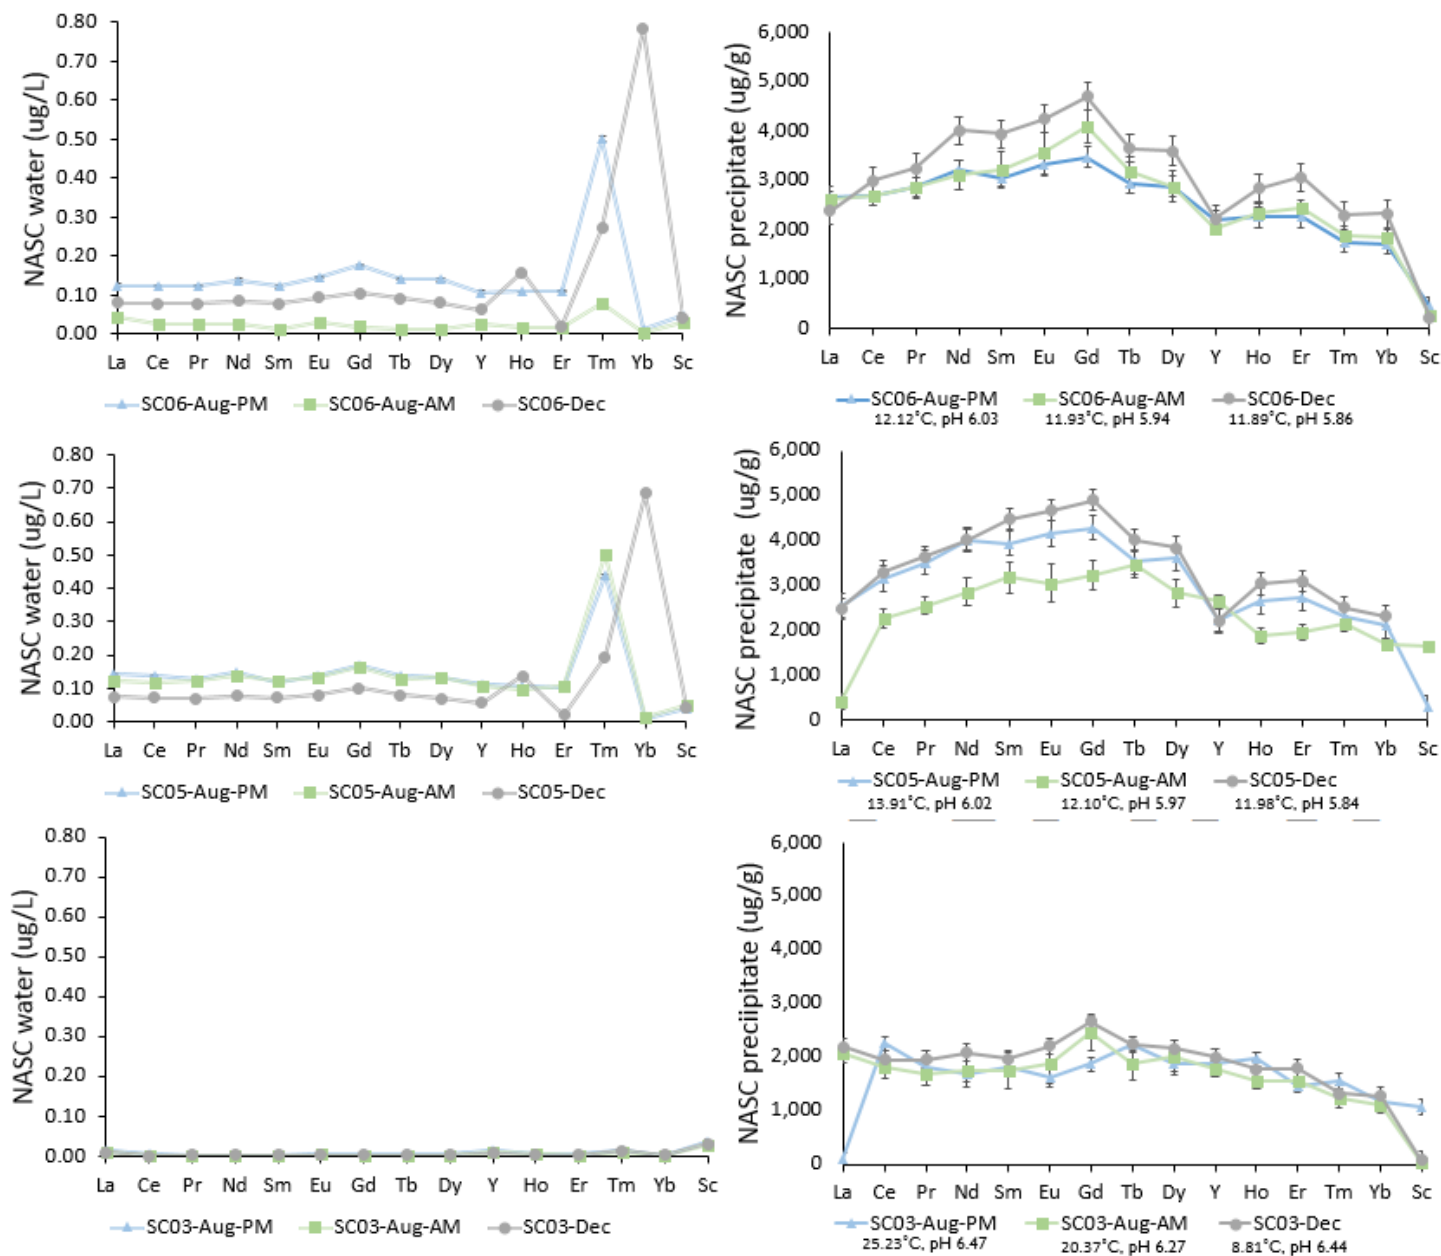 NASC water (ug/L)
0.80
0.70
0.60
0.50
0.40
0.30
0.20
0.10
0.00
La Ce Pr Nd Sm Eu Gd Tb Dy Y Ho Er Tm Yb Sc
SC06-Aug-PM SC06-Aug-AM SC06-Dec
NASC precipitate (ug/g)
6,000
5,000
4,000
3,000
2,000
1,000
0
La Ce Pr Nd Sm Eu Gd Tb Dy Y Ho Er Tm Yb Sc
SC06-Aug-PM SC06-Aug-AM SC06-Dec
12.12°C, pH 6.03 11.93°C, pH 5.94 11.89°C, pH 5.86
NASC water (ug/L)
0.80
0.70
0.60
0.50
0.40
0.30
0.20
0.10
0.00
La Ce Pr Nd Sm Eu Gd Tb Dy Y Ho Er Tm Yb Sc
SC05-Aug-PM SC05-Aug-AM SC05-Dec
NASC precipitate (ug/g)
6,000
5,000
4,000
3,000
2,000
1,000
0
La Ce Pr Nd Sm Eu Gd Tb Dy Y Ho Er Tm Yb Sc
SC05-Aug-PM SC05-Aug-AM SC05-Dec
13.91°C, pH 6.02 12.10°C, pH 5.97 11.98°C, pH 5.84
NASC water (ug/L)
0.80
0.70
0.60
0.50
0.40
0.30
0.20
0.10
0.00
La Ce Pr Nd Sm Eu Gd Tb Dy Y Ho Er Tm Yb Sc
SC03-Aug-PM SC03-Aug-AM SC03-Dec
NASC preciipitate (ug/g)
6,000
5,000
4,000
3,000
2,000
1,000
0
La Ce Pr Nd Sm Eu Gd Tb Dy Y Ho Er Tm Yb Sc
SC03-Aug-PM SC03-Aug-AM SC03-Dec
25.23°C, pH 6.47 20.37°C, pH 6.27 8.81°C, pH 6.44